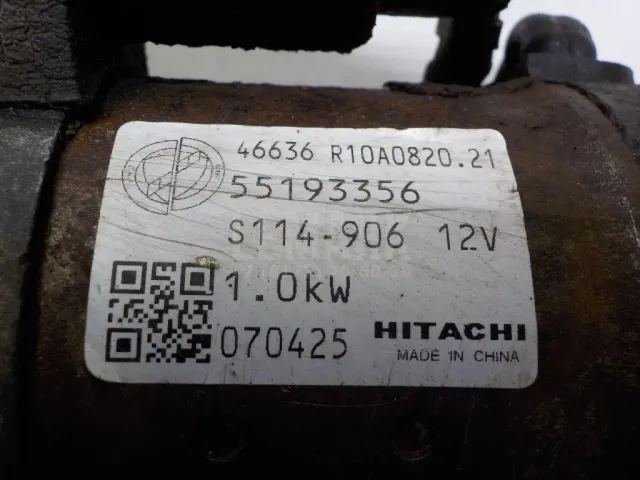 46636 R10A0820.21
55193356
S114-906 12V
1.0kW
070425 HITACHI
MADE IN CHINA